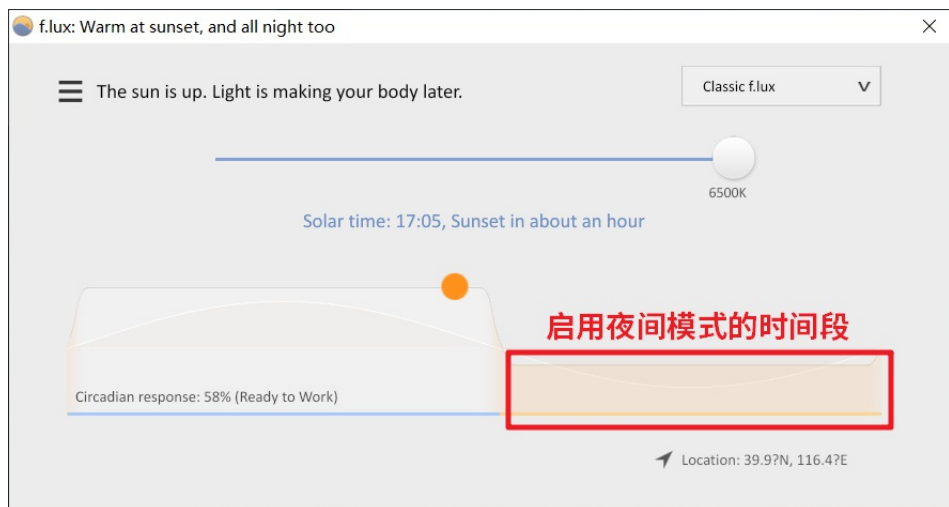 f.lux: Warm at sunset, and all night too
The sun is up. Light is making your body later.
Classic f.lux
6500K
Solar time: 17:05, Sunset in about an hour
启用夜间模式的时间段
Circadian response: 58% (Ready to Work)
Location: 39.9?N, 116.4?E